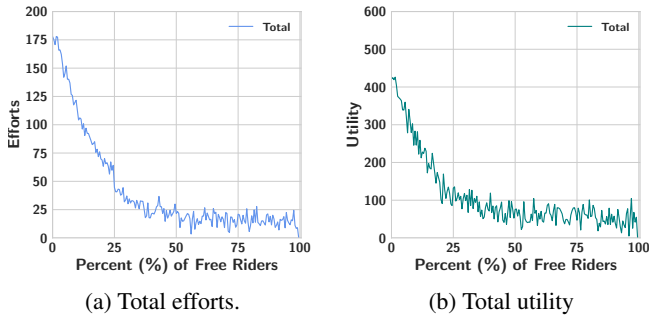 Total
200
175
150
125
100
75
50
25
0
Efforts
0 25 50 75 100
Percent (%) of Free Riders
(a) Total efforts.
Total
600
500
400
300
200
100
0
Utility
0 25 50 75 100
Percent (%) of Free Riders
(b) Total utility